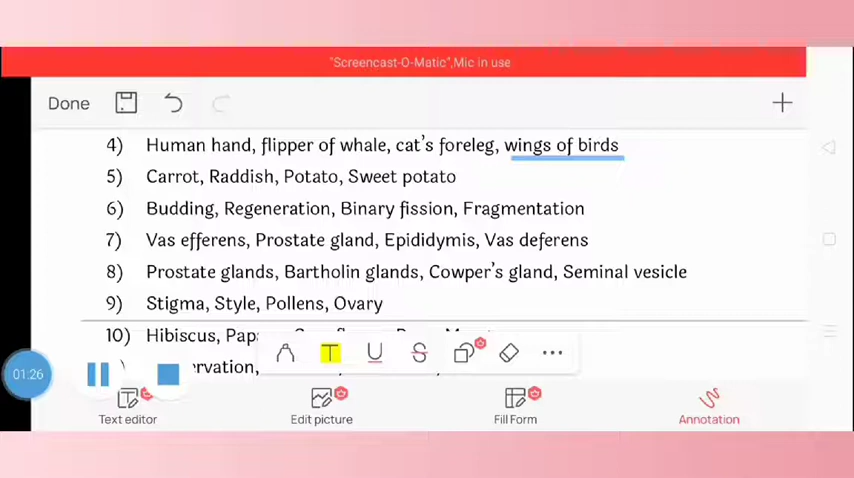 "Screencast-O-Matic",Mic in use
Done
4) Human hand, flipper of whale, cat's foreleg, wings of birds
5) Carrot, Raddish, Potato, Sweet potato
6) Budding, Regeneration, Binary fission, Fragmentation
7) Vas efferens, Prostate gland, Epididymis, Vas deferens
8) Prostate glands, Bartholin glands, Cowper's gland, Seminal vesicle
9) Stigma, Style, Pollens, Ovary
10) Hibiscus,
01:26
T U S
Text editor Edit picture Fill Form Annotation